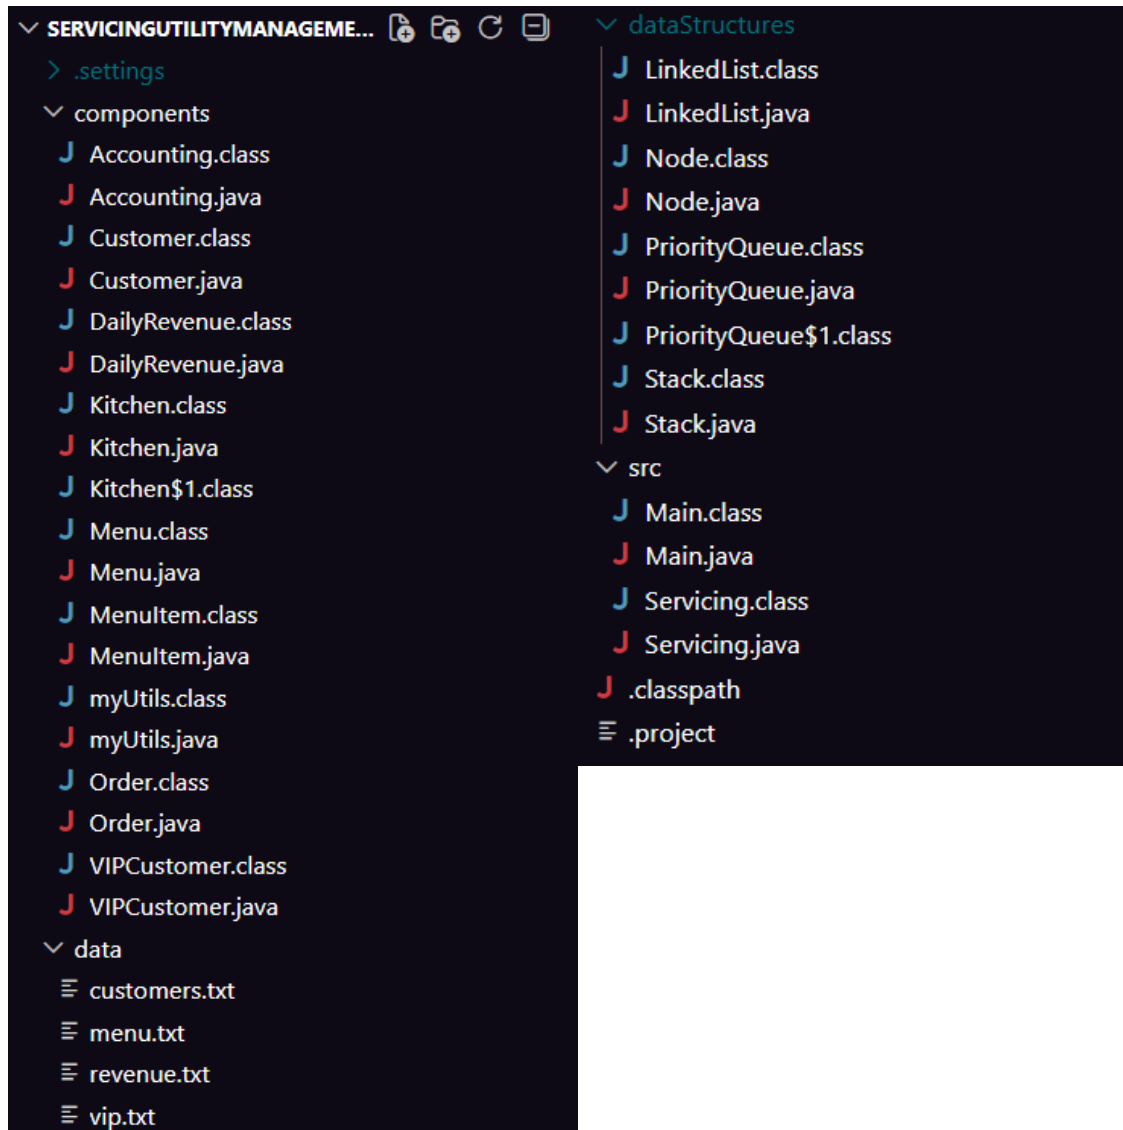 SERVICINGUTILITYMANAGEME...
.settings
components
Accounting.class
Accounting.java
Customer.class
Customer.java
DailyRevenue.class
DailyRevenue.java
Kitchen.class
Kitchen.java
Kitchen$1.class
Menu.class
Menu.java
MenuItem.class
MenuItem.java
myUtils.class
myUtils.java
Order.class
Order.java
VIPCustomer.class
VIPCustomer.java
data
customers.txt
menu.txt
revenue.txt
vip.txt
dataStructures
LinkedList.class
LinkedList.java
Node.class
Node.java
PriorityQueue.class
PriorityQueue.java
PriorityQueue$1.class
Stack.class
Stack.java
src
Main.class
Main.java
Servicing.class
Servicing.java
.classpath
.project